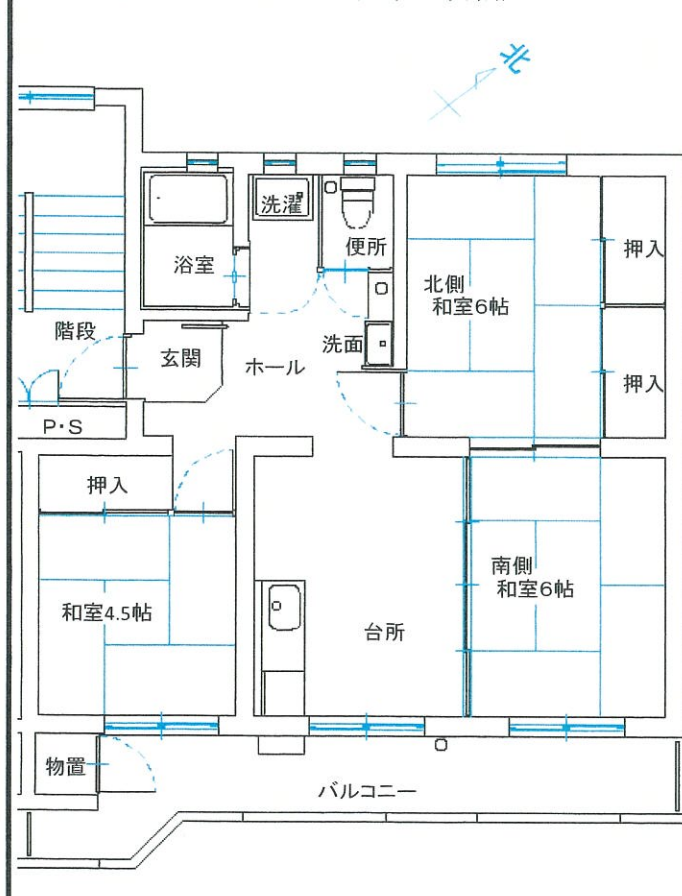 北
洗濯
便所
浴室
北側
和室6帖
押入
階段
玄関
ホール
洗面
押入
P・S
押入
南側
和室6帖
和室4.5帖
台所
物置
バルコニー